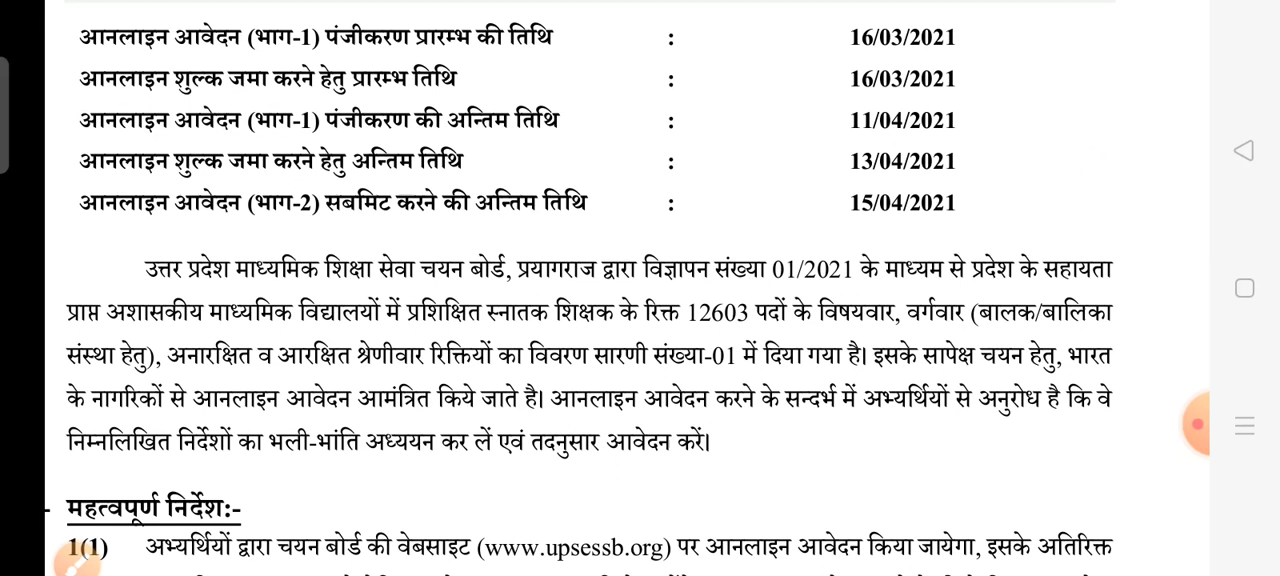 आनलाइन आवेदन (भाग-1) पंजीकरण प्रारम्भ की तिथि : 16/03/2021
आनलाइन शुल्क जमा करने हेतु प्रारम्भ तिथि : 16/03/2021
आनलाइन आवेदन (भाग-1) पंजीकरण की अन्तिम तिथि : 11/04/2021
आनलाइन शुल्क जमा करने हेतु अन्तिम तिथि : 13/04/2021
आनलाइन आवेदन (भाग-2) सबमिट करने की अन्तिम तिथि : 15/04/2021
उत्तर प्रदेश माध्यमिक शिक्षा सेवा चयन बोर्ड, प्रयागराज द्वारा विज्ञापन संख्या 01/2021 के माध्यम से प्रदेश के सहायता
प्राप्त अशासकीय माध्यमिक विद्यालयों में प्रशिक्षित स्नातक शिक्षक के रिक्त 12603 पदों के विषयवार, वर्गवार (बालक/बालिका
संस्था हेतु), अनारक्षित व आरक्षित श्रेणीवार रिक्तियों का विवरण सारणी संख्या-01 में दिया गया है। इसके सापेक्ष चयन हेतु, भारत
के नागरिकों से आनलाइन आवेदन आमंत्रित किये जाते है। आनलाइन आवेदन करने के सन्दर्भ में अभ्यर्थियों से अनुरोध है कि वे
निम्नलिखित निर्देशों का भली-भांति अध्ययन कर लें एवं तदनुसार आवेदन करें।
- महत्वपूर्ण निर्देश:-
1(1) अभ्यर्थियों द्वारा चयन बोर्ड की वेबसाइट (www.upsessb.org) पर आनलाइन आवेदन किया जायेगा, इसके अतिरिक्त